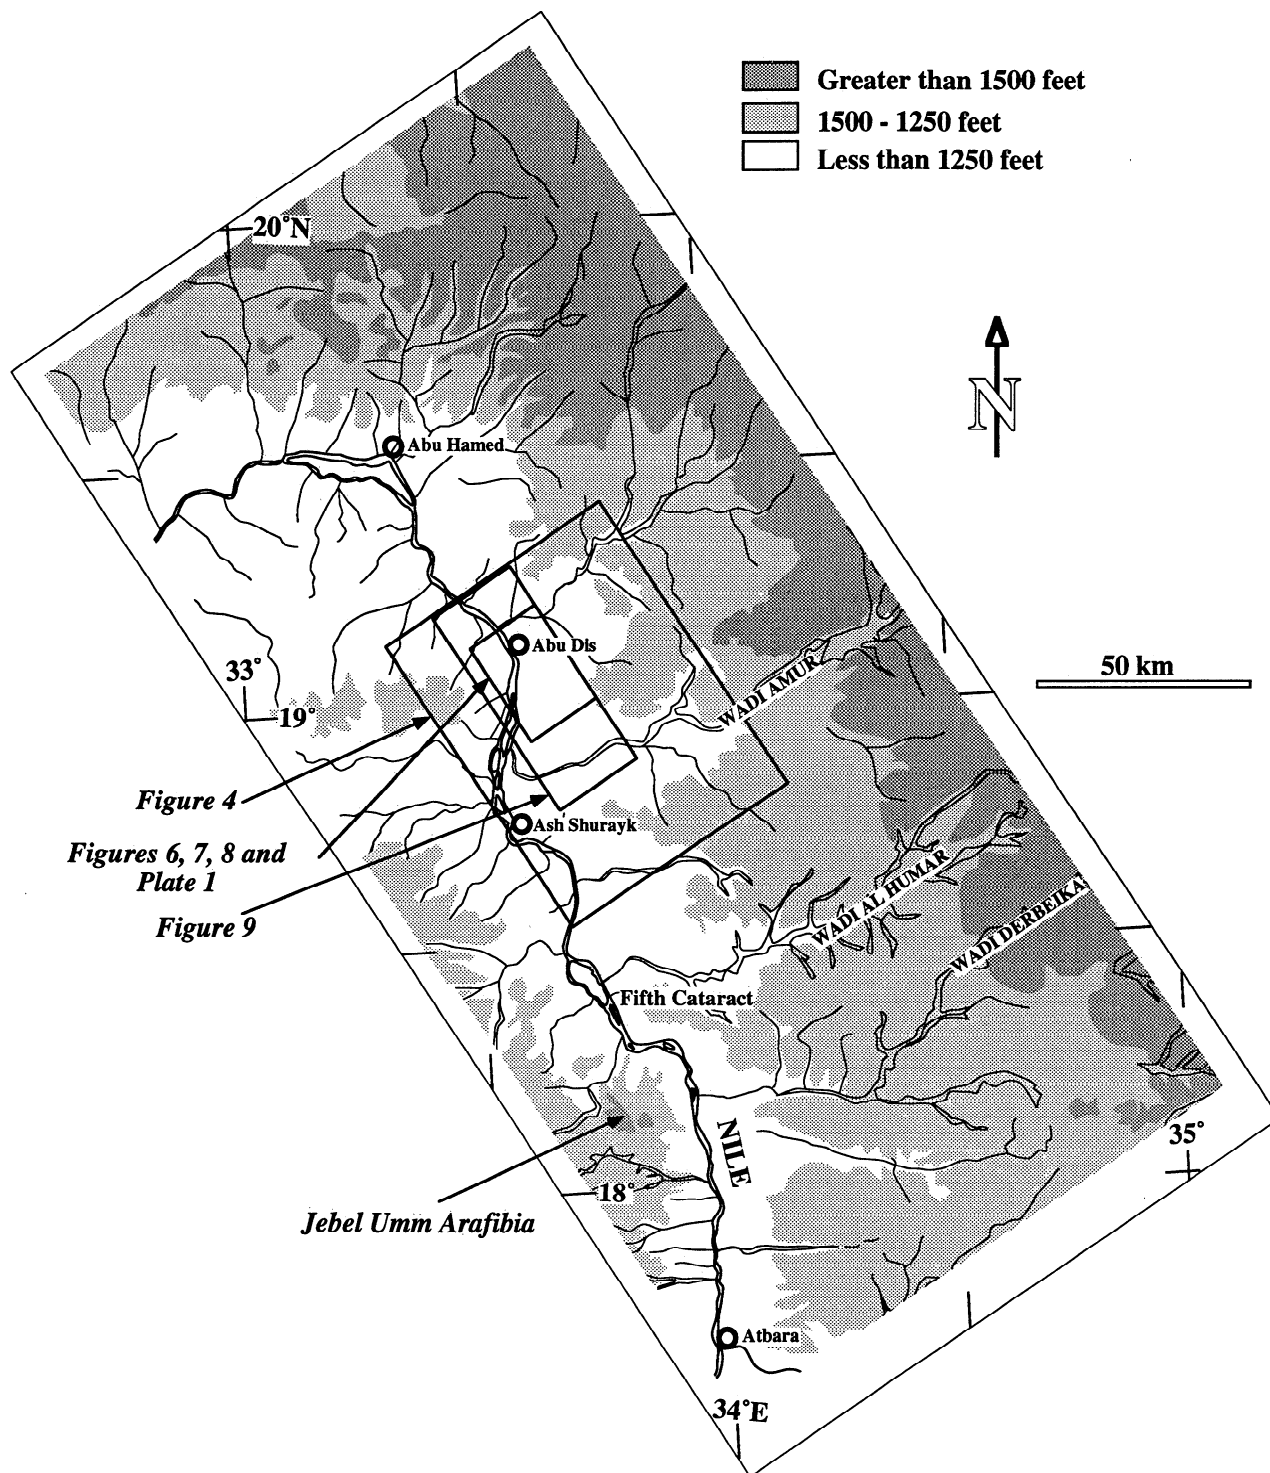 Greater than 1500 feet
1500 - 1250 feet
Less than 1250 feet
20°N
N
Abu Hamed
Abu Dis
33°
19°
50 km
WADI AMUR
Figure 4
Ash Shurayk
Figures 6, 7, 8 and
Plate 1
Figure 9
WADI AL HUMAR
WADI DERBEIKA
Fifth Cataract
NILE
35°
18°
Jebel Umm Arafibia
Atbara
34°E